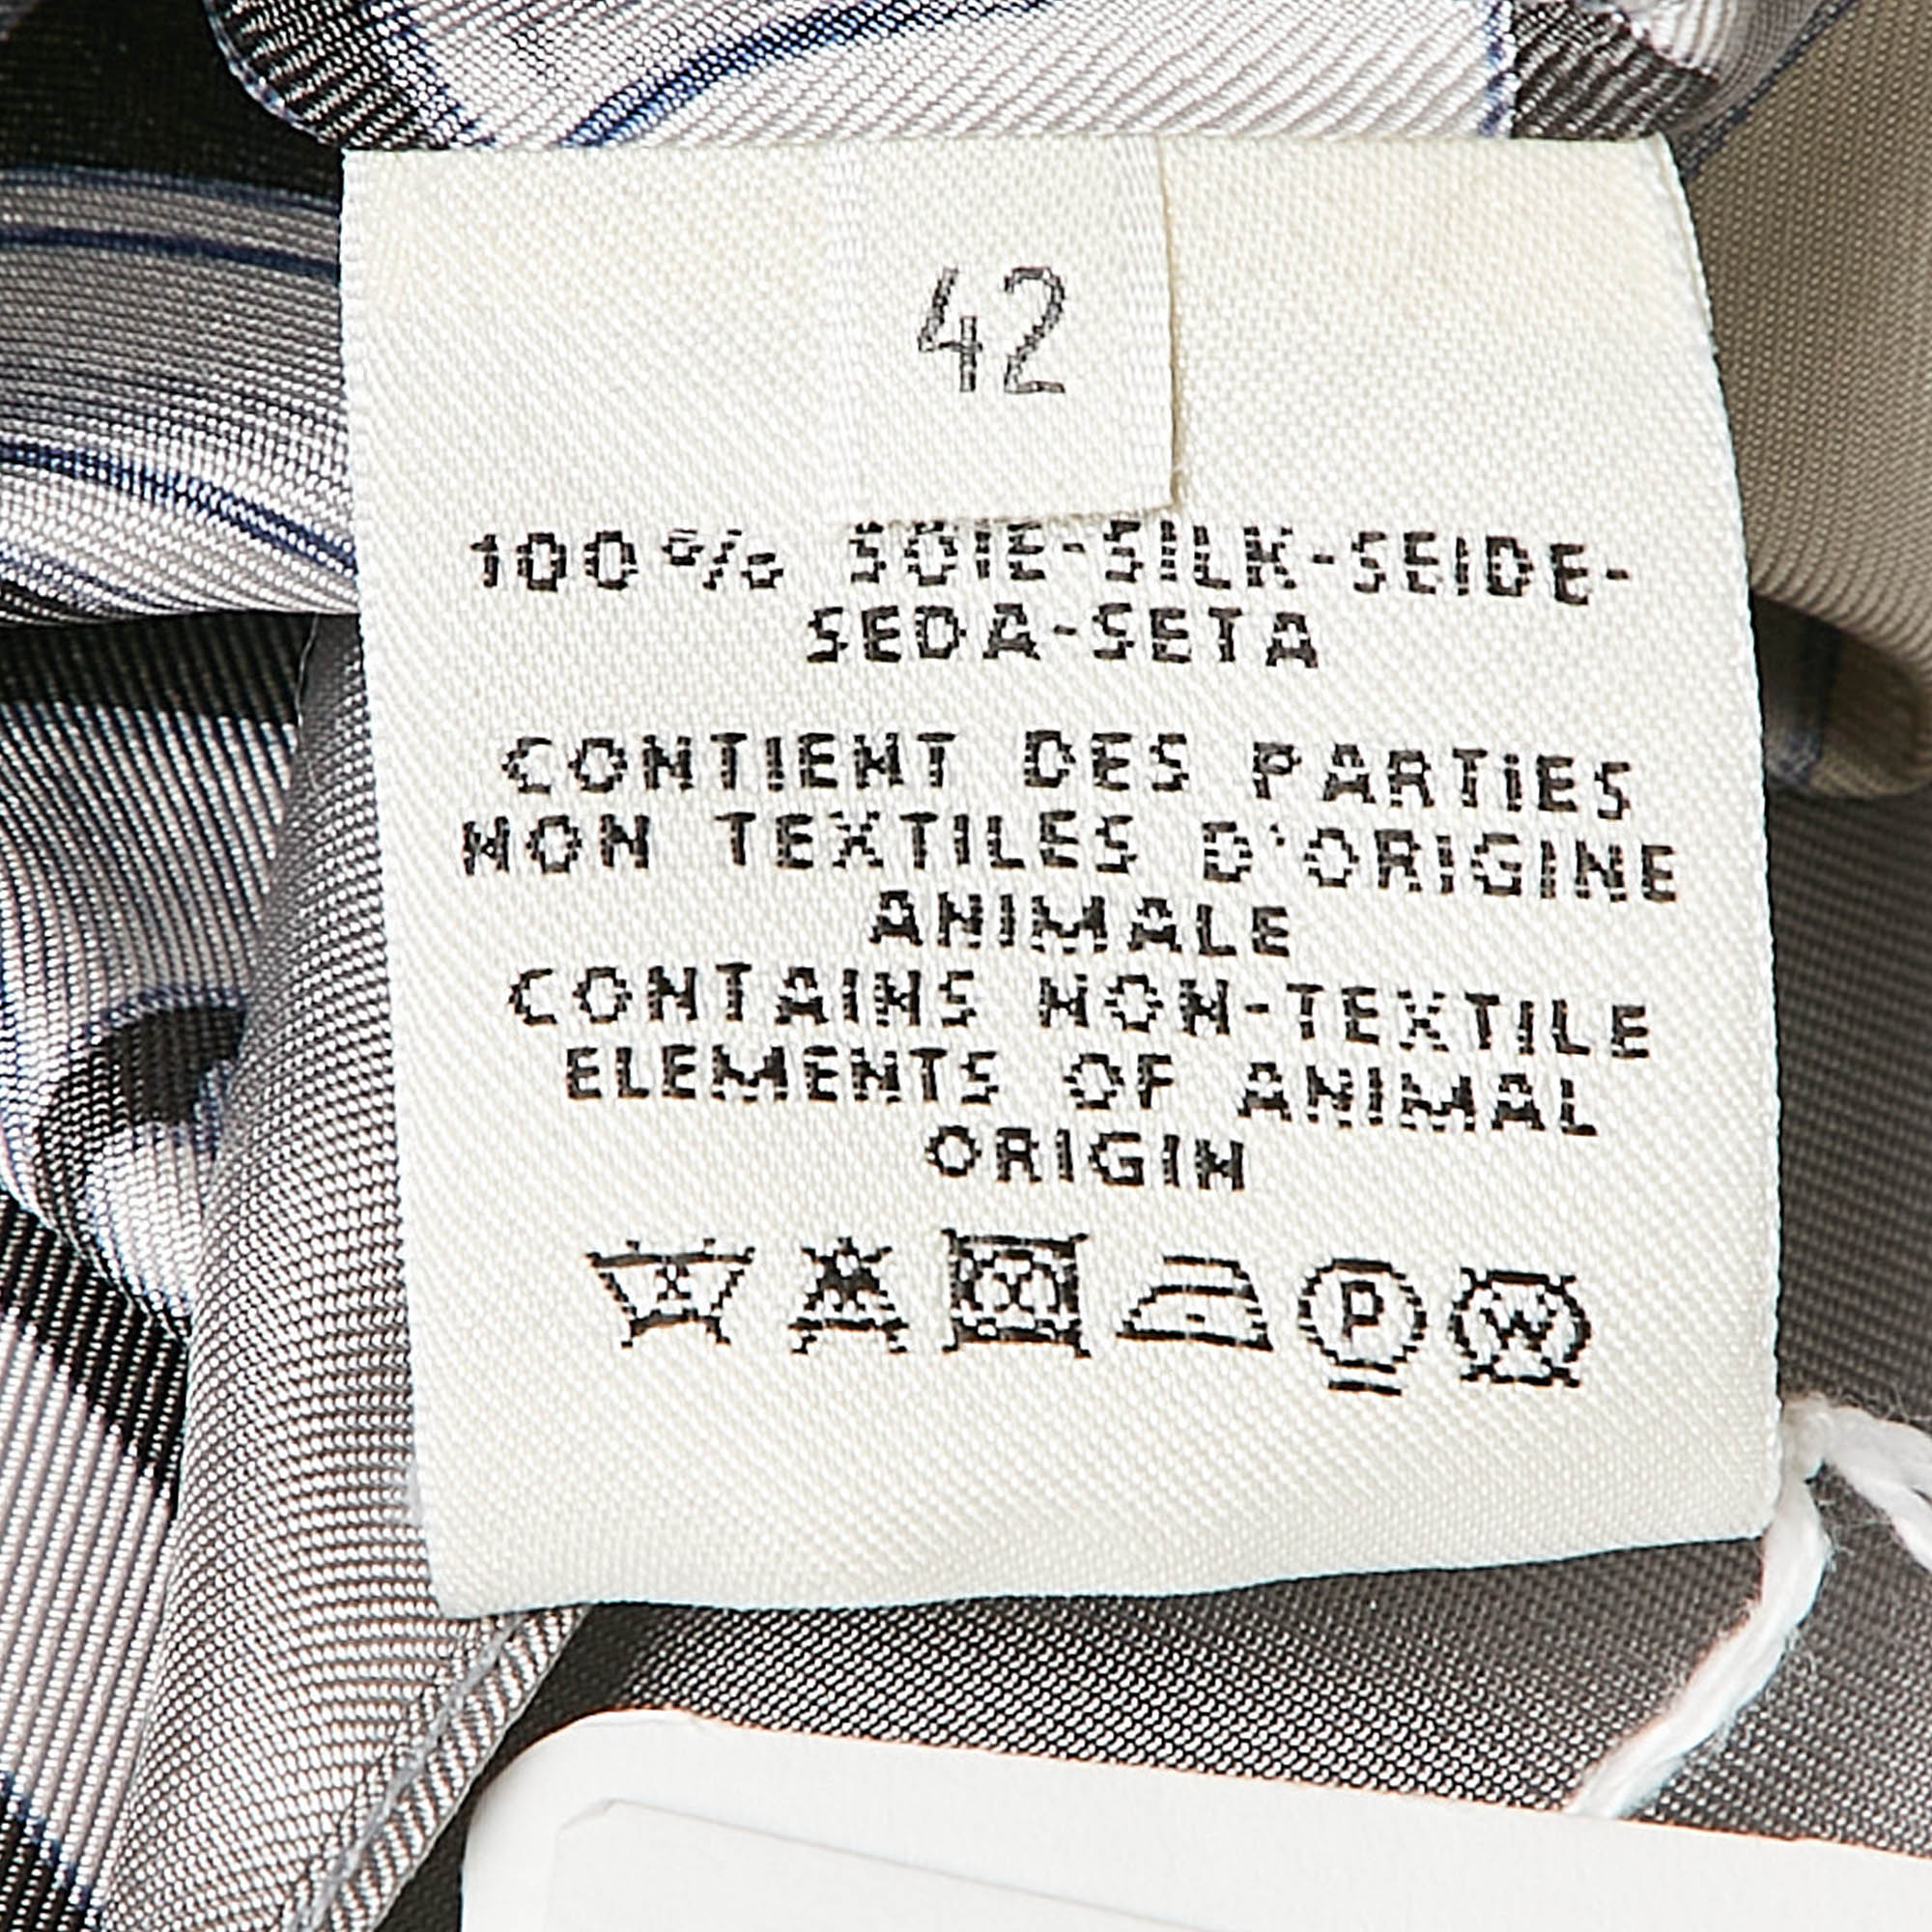 42
100% SOIE-SILK-SEIDE-
SEDA-SETA
CONTIENT DES PARTIES
NON TEXTILES D'ORIGINE
ANIMALE
CONTAINS NON-TEXTILE
ELEMENTS OF ANIMAL
ORIGIN
P W